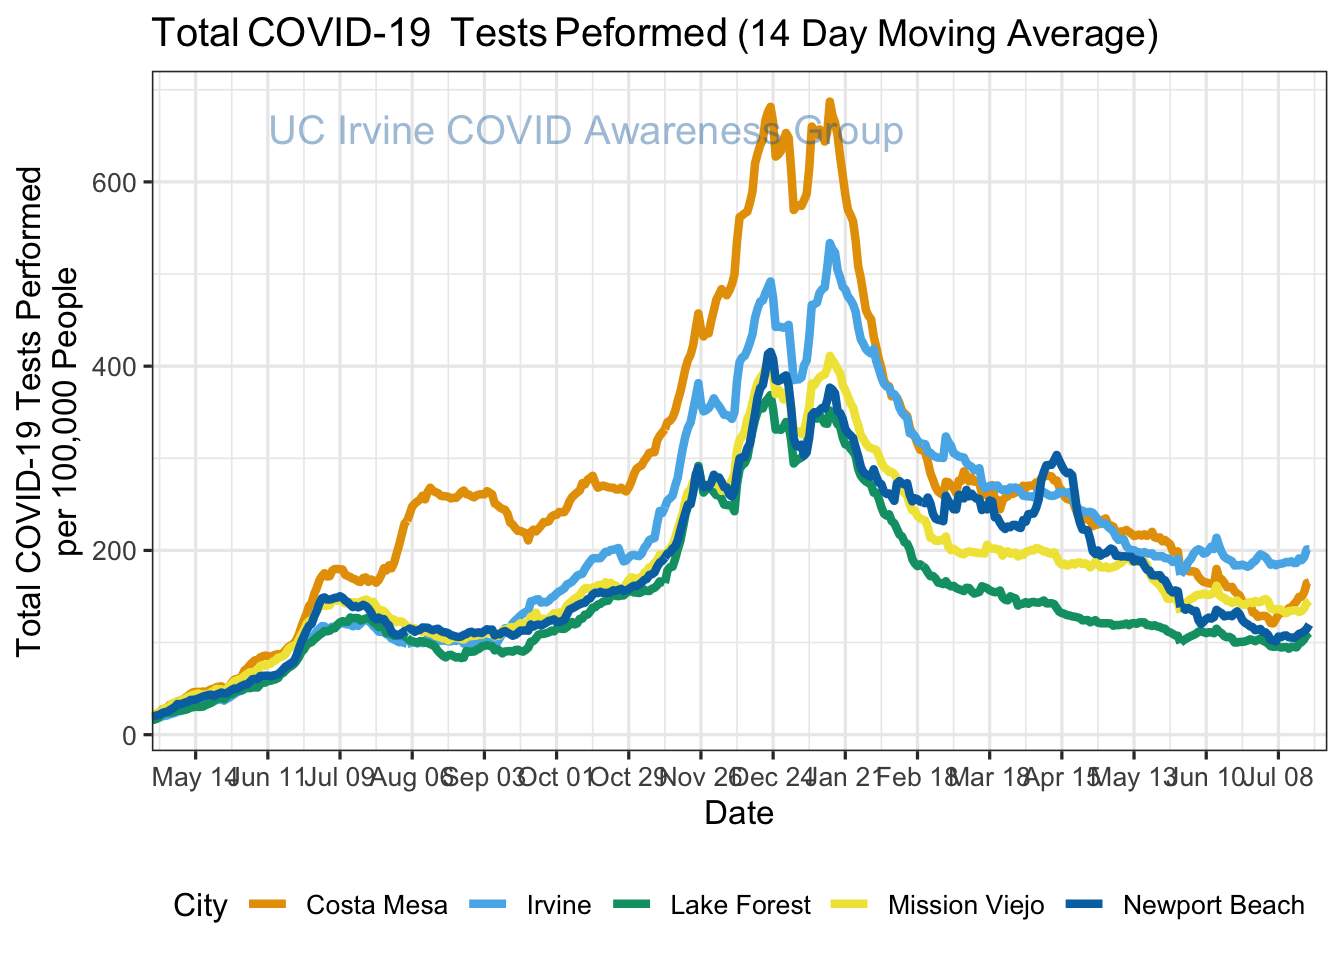 Total COVID-19 Tests Peformed (14 Day Moving Average)
UC Irvine COVID Awareness Group
Total COVID-19 Tests Performed
per 100,000 People
600
400
200
0
May 14 Jun 11 Jul 09 Aug 06 Sep 03 Oct 01 Oct 29 Nov 26 Dec 24 Jan 21 Feb 18 Mar 18 Apr 15 May 13 Jun 10 Jul 08
Date
City Costa Mesa Irvine Lake Forest Mission Viejo Newport Beach